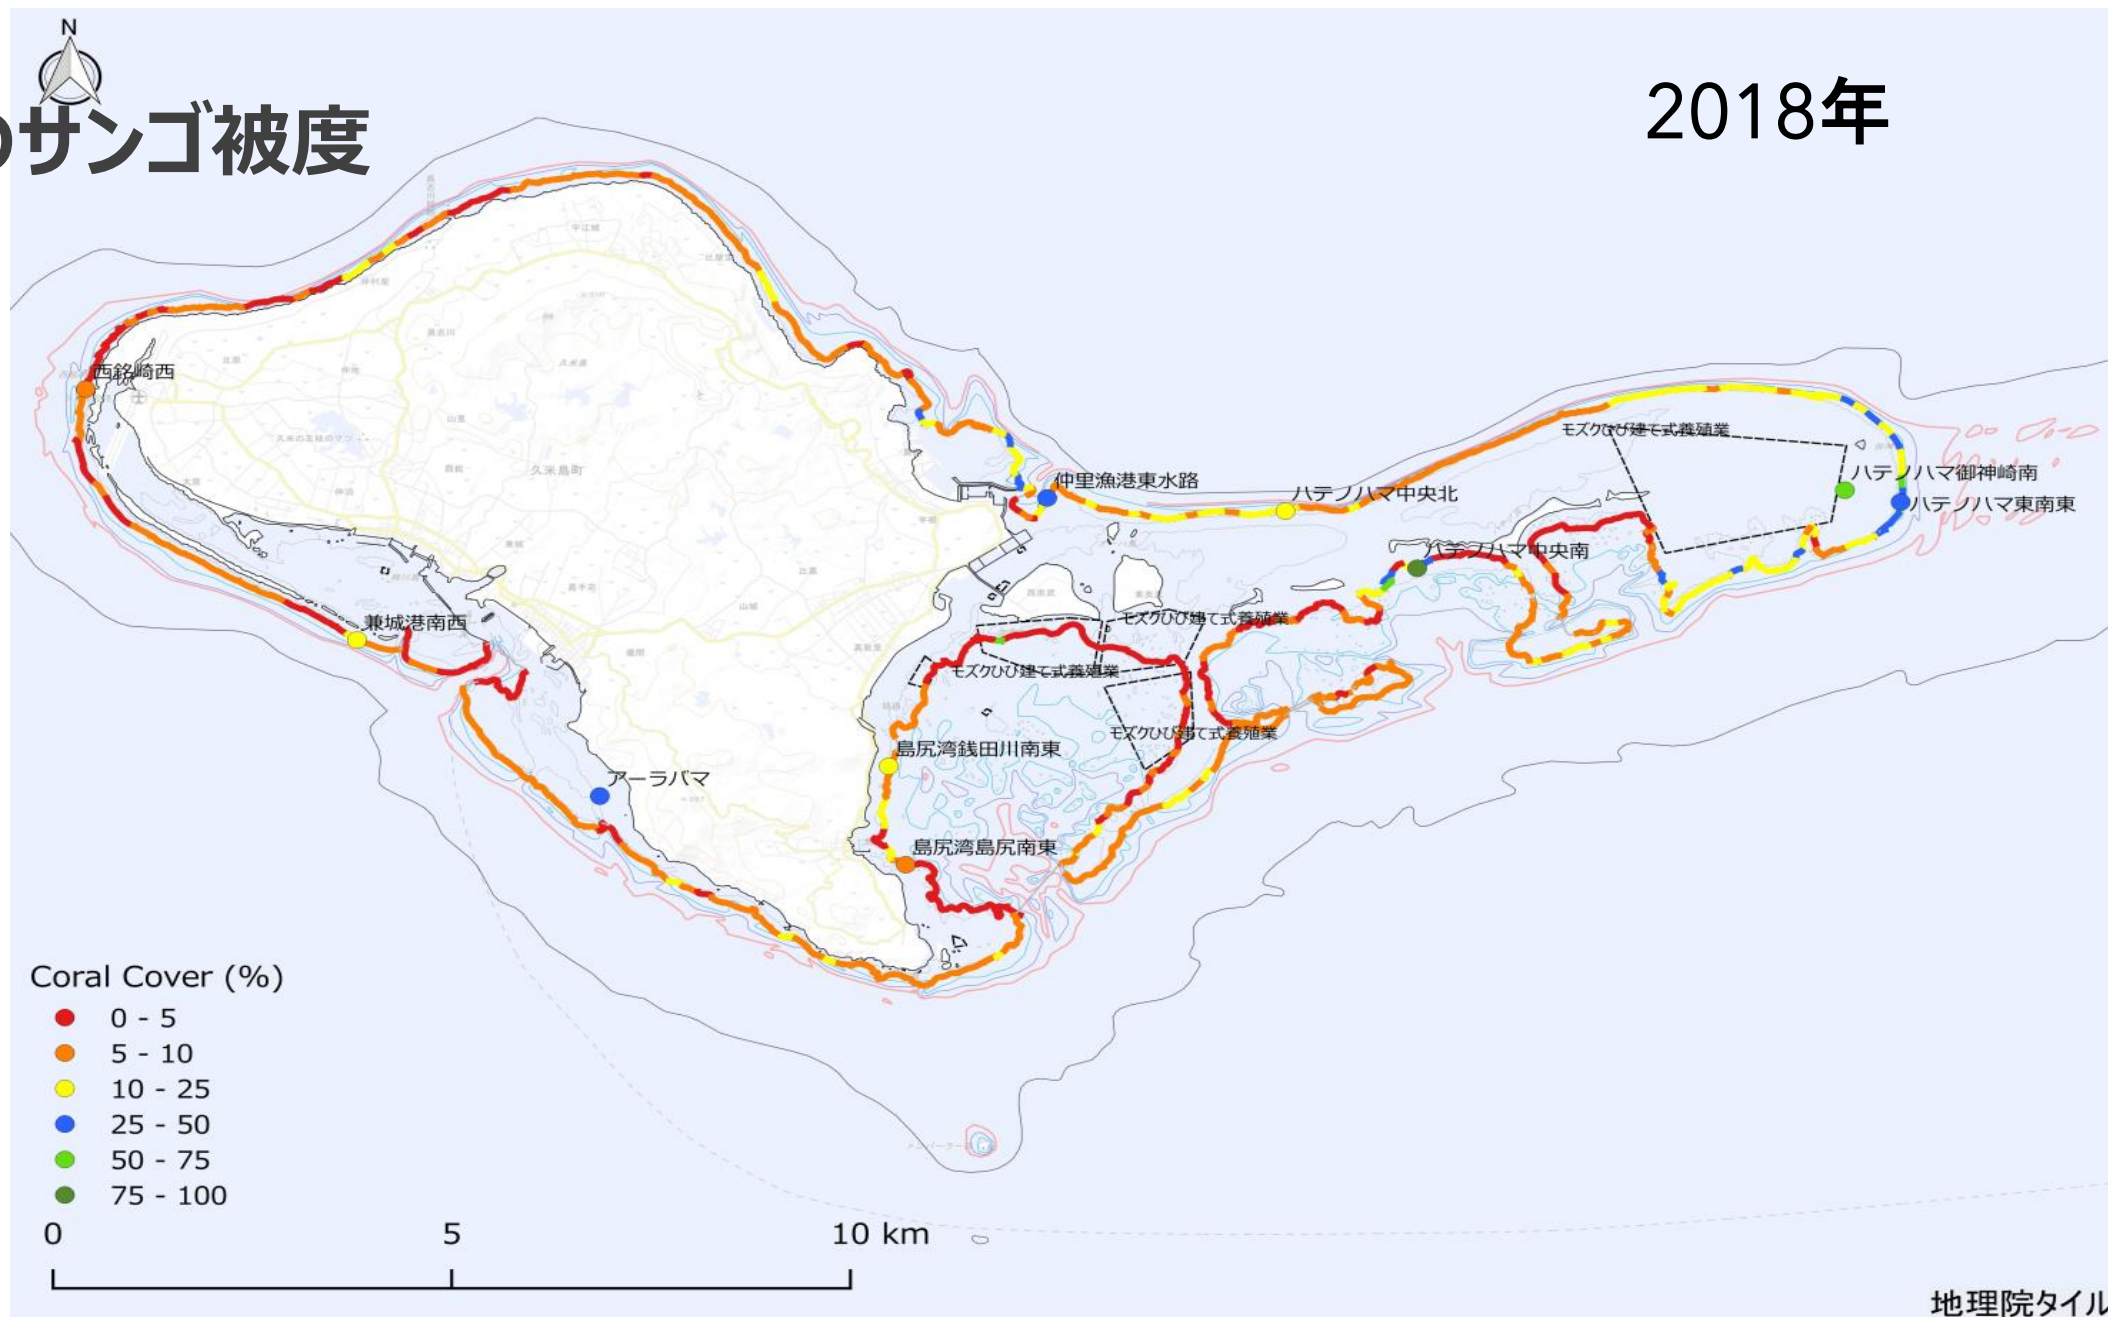 N
のサンゴ被度
2018年
西銘崎西
久米島町
モズクひび建て式養殖業
仲里漁港東水路
ハテノハマ中央北
ハテノハマ御神崎南
ハテノハマ東南東
ハテノハマ中央南
兼城港南西
モズクひび建て式養殖業
モズクひび建て式養殖業
モズクひび建て式養殖業
島尻湾銭田川南東
アーラバマ
島尻湾島尻南東
Coral Cover (%)
0 - 5
5 - 10
10 - 25
25 - 50
50 - 75
75 - 100
0 5 10 km
地理院タイル